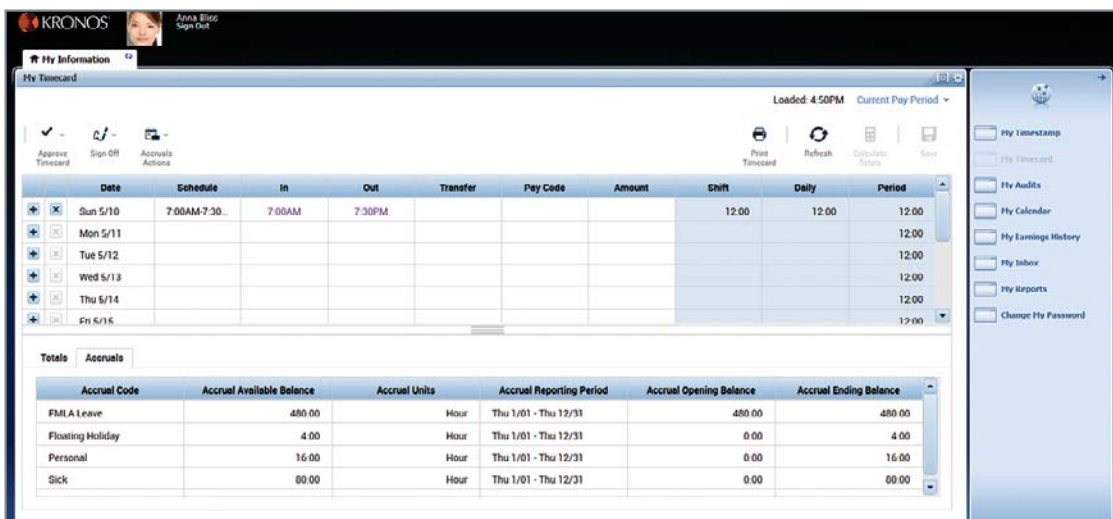 KRONOS
Anna Bliss
Sign Out
My Information
My Timecard
Loaded: 4:50PM Current Pay Period
Approve Timecard Sign Off Accruals Actions Print Timecard Refresh Calculate Totals Save
Date Schedule In Out Transfer Pay Code Amount Shift Daily Period
Sun 5/10 7:00AM-7:30... 7:00AM 7:30PM 12:00 12:00 12:00
Mon 5/11 12:00
Tue 5/12 12:00
Wed 5/13 12:00
Thu 5/14 12:00
Fri 5/15 12:00
Totals Accruals
Accrual Code Accrual Available Balance Accrual Units Accrual Reporting Period Accrual Opening Balance Accrual Ending Balance
FMLA Leave 480:00 Hour Thu 1/01 - Thu 12/31 480:00 480:00
Floating Holiday 4:00 Hour Thu 1/01 - Thu 12/31 0:00 4:00
Personal 16:00 Hour Thu 1/01 - Thu 12/31 0:00 16:00
Sick 80:00 Hour Thu 1/01 - Thu 12/31 0:00 80:00
My Timestamp
My Timecard
My Audits
My Calendar
My Earnings History
My Inbox
My Reports
Change My Password